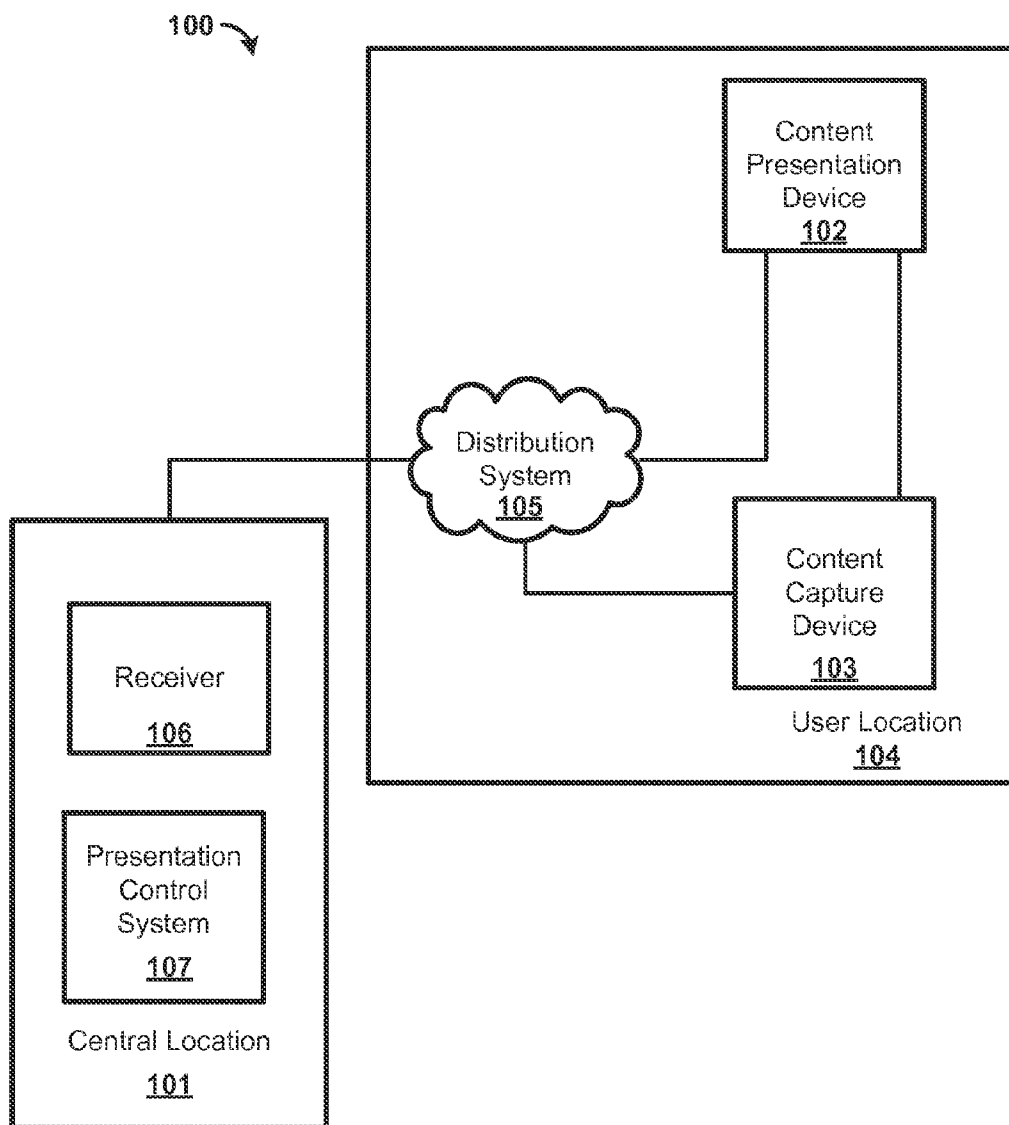 100
Content
Presentation
Device
102
Distribution
System
105
Content
Capture
Device
103
User Location
104
Receiver
106
Presentation
Control
System
107
Central Location
101